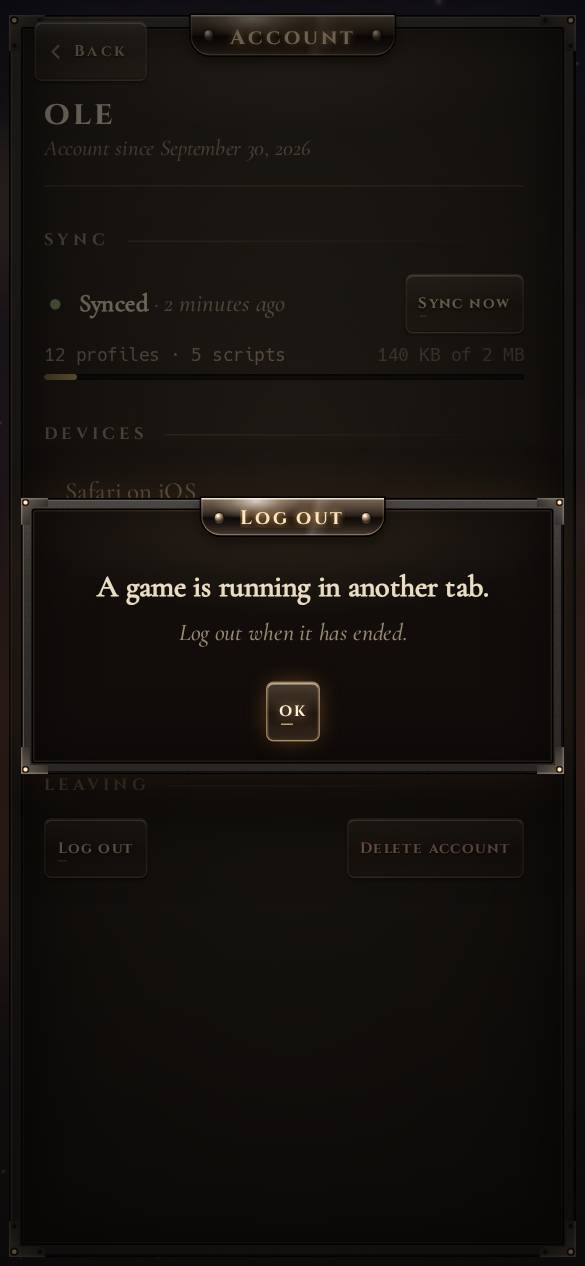 Back
Account
OLE
Account since September 30, 2026
SYNC
Synced · 2 minutes ago
Sync now
12 profiles · 5 scripts
140 KB of 2 MB
DEVICES
Safari on iOS
Log out
A game is running in another tab.
Log out when it has ended.
OK
LEAVING
Log out
Delete account